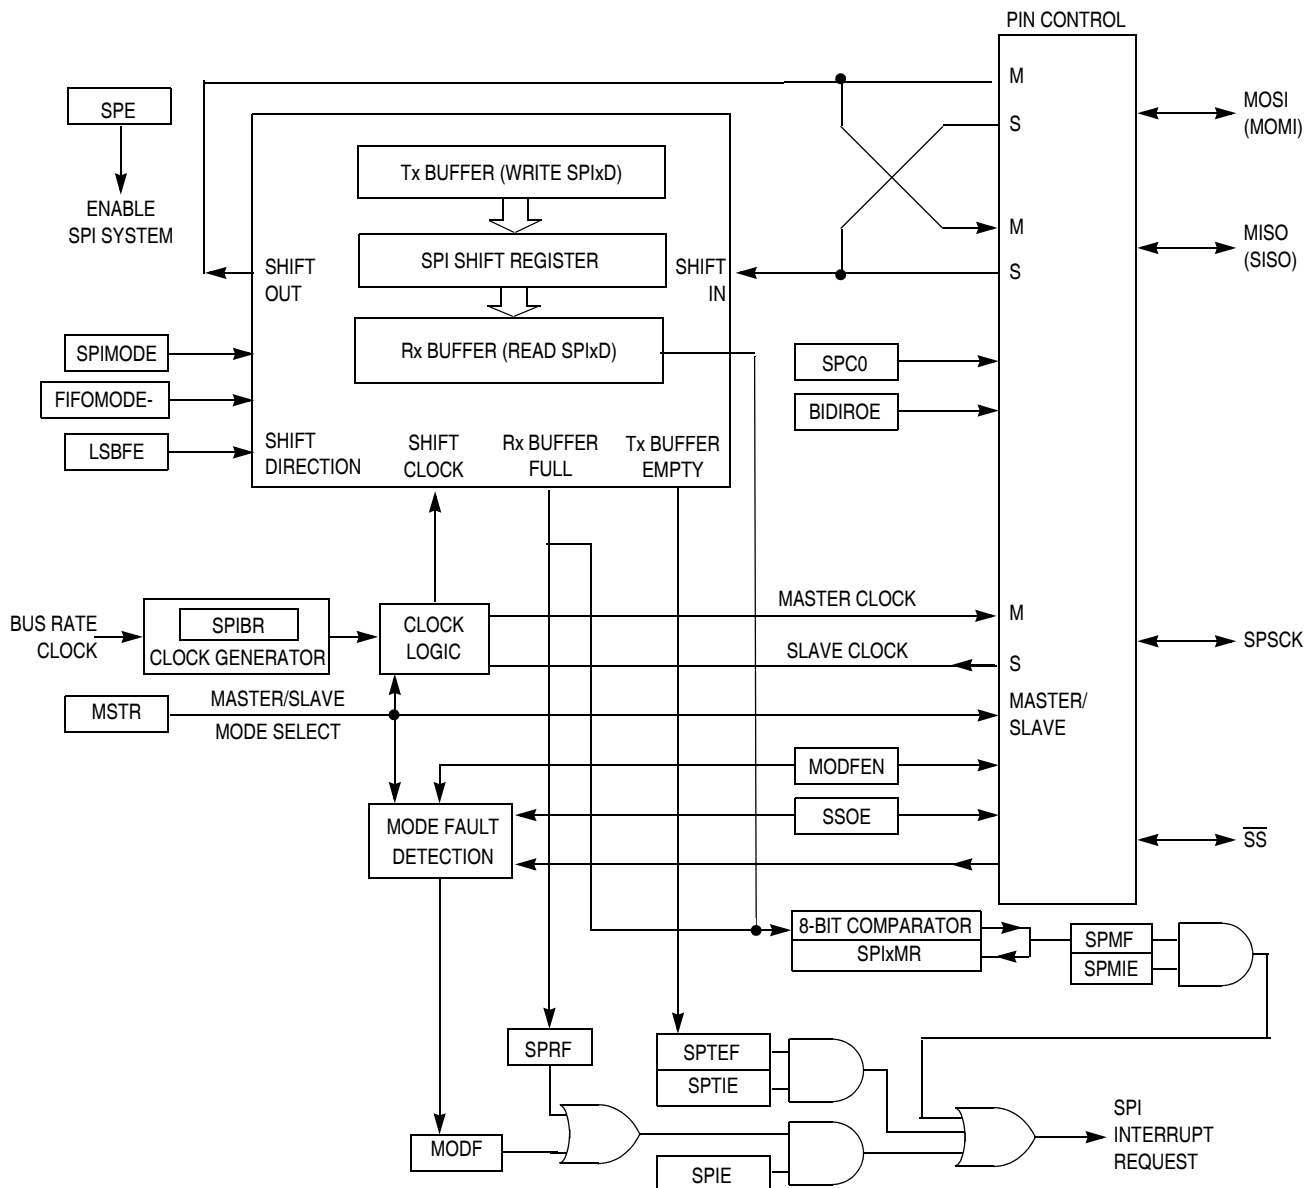 PIN CONTROL
SPE
ENABLE
SPI SYSTEM
M
S
M
S
MOSI
(MOMI)
MISO
(SISO)
Tx BUFFER (WRITE SPIxD)
SPI SHIFT REGISTER
Rx BUFFER (READ SPIxD)
SHIFT
OUT
SHIFT
IN
SPIMODE
FIFOMODE-
LSBFE
SHIFT
DIRECTION
SHIFT
CLOCK
Rx BUFFER
FULL
Tx BUFFER
EMPTY
SPC0
BIDIROE
BUS RATE
CLOCK
SPIBR
CLOCK GENERATOR
CLOCK
LOGIC
MASTER CLOCK
M
SLAVE CLOCK
S
SPSCK
MSTR
MASTER/SLAVE
MODE SELECT
MASTER/
SLAVE
MODFEN
SSOE
MODE FAULT
DETECTION
SS
8-BIT COMPARATOR
SPIxMR
SPMF
SPMIE
SPRF
SPTEF
SPTIE
MODF
SPIE
SPI
INTERRUPT
REQUEST